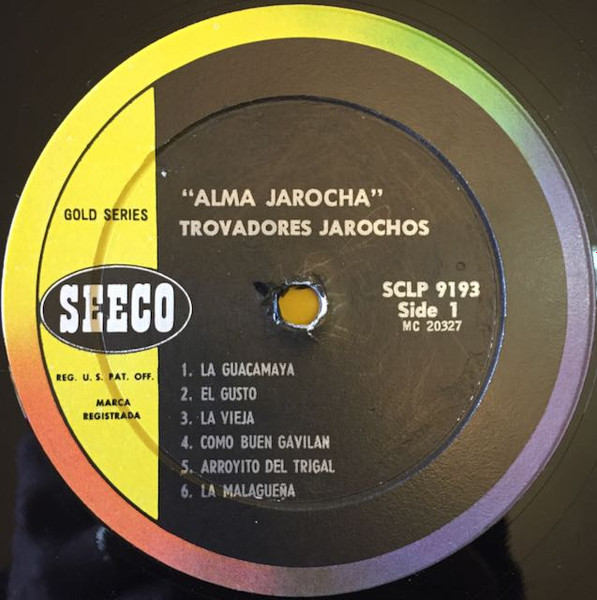 "ALMA JAROCHA"
TROVADORES JAROCHOS
GOLD SERIES
SEECO
REG. U. S. PAT. OFF.
MARCA
REGISTRADA
SCLP 9193
Side 1
MC 20327
1. LA GUACAMAYA
2. EL GUSTO
3. LA VIEJA
4. COMO BUEN GAVILAN
5. ARROYITO DEL TRIGAL
6. LA MALAGUEÑA